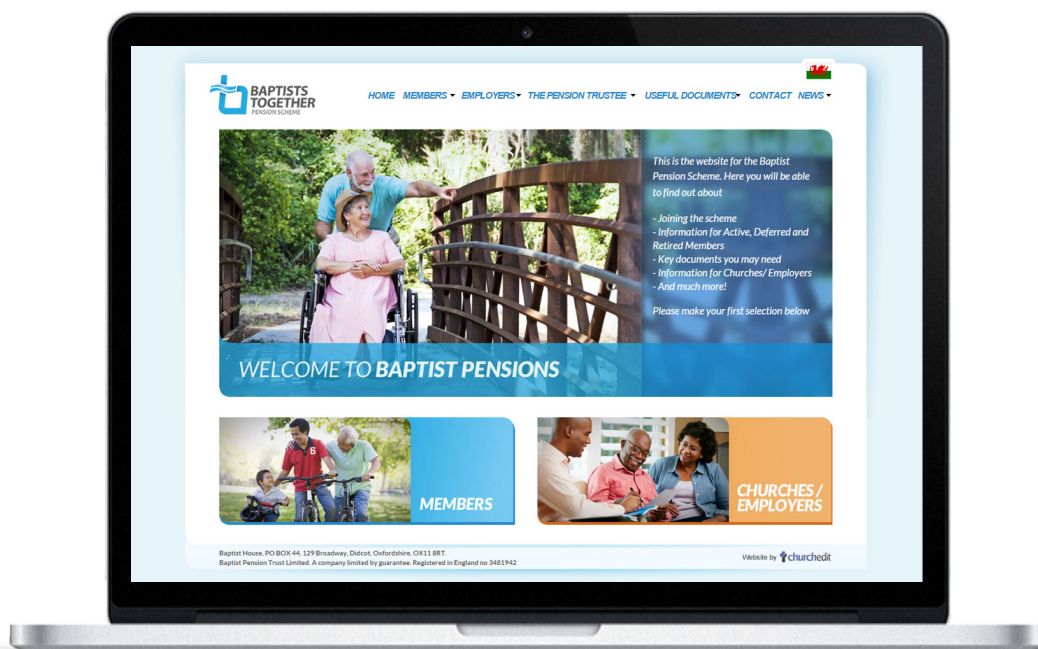 BAPTISTS
TOGETHER
PENSION SCHEME
HOME MEMBERS EMPLOYERS THE PENSION TRUSTEE USEFUL DOCUMENTS CONTACT NEWS
This is the website for the Baptist
Pension Scheme. Here you will be able
to find out about
- Joining the scheme
- Information for Active, Deferred and
Retired Members
- Key documents you may need
- Information for Churches/ Employers
- And much more!
Please make your first selection below
WELCOME TO BAPTIST PENSIONS
6
MEMBERS
CHURCHES /
EMPLOYERS
Baptist House, PO BOX 44, 129 Broadway, Didcot, Oxfordshire, OX11 8RT.
Baptist Pension Trust Limited. A company limited by guarantee. Registered in England no 3481942
Website by churchedit